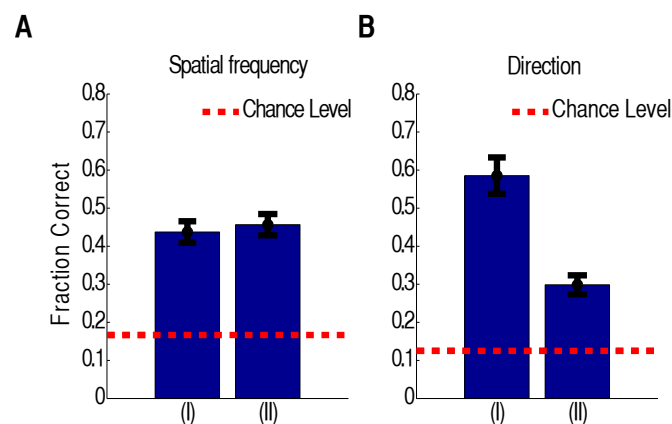 A
Spatial frequency
0.8
0.7
0.6
0.5
0.4
0.3
0.2
0.1
0
Fraction Correct
Chance Level
(I)
(II)
B
Direction
0.8
0.7
0.6
0.5
0.4
0.3
0.2
0.1
0
Chance Level
(I)
(II)